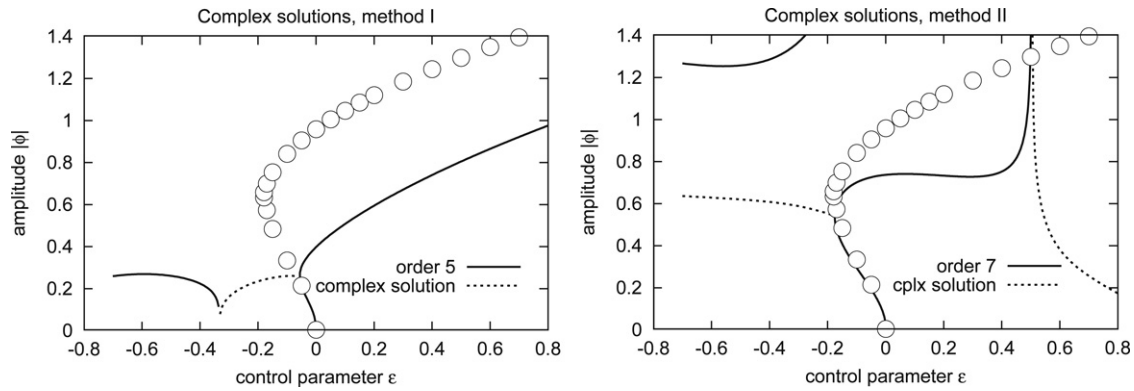 Complex solutions, method I
1.4
1.2
1
0.8
0.6
0.4
0.2
0
amplitude |ϕ|
order 5
complex solution
-0.8 -0.6 -0.4 -0.2 0 0.2 0.4 0.6 0.8
control parameter ε
Complex solutions, method II
1.4
1.2
1
0.8
0.6
0.4
0.2
0
amplitude |ϕ|
order 7
cplx solution
-0.8 -0.6 -0.4 -0.2 0 0.2 0.4 0.6 0.8
control parameter ε